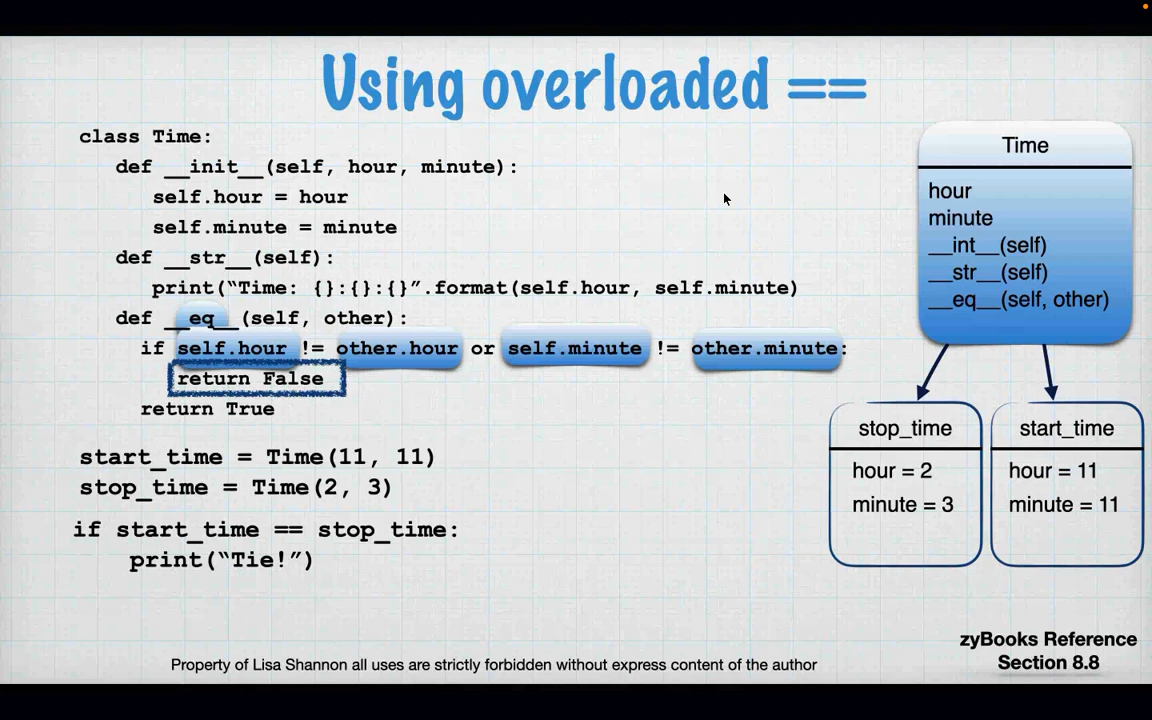 Using overloaded ==
class Time:
def __init__(self, hour, minute):
self.hour = hour
self.minute = minute
def __str__(self):
print(“Time: {}:{}:{}”.format(self.hour, self.minute)
def __eq__(self, other):
if self.hour != other.hour or self.minute != other.minute:
return False
return True
start_time = Time(11, 11)
stop_time = Time(2, 3)
if start_time == stop_time:
print(“Tie!”)
Time
hour
minute
__int__(self)
__str__(self)
__eq__(self, other)
stop_time
hour = 2
minute = 3
start_time
hour = 11
minute = 11
zyBooks Reference
Section 8.8
Property of Lisa Shannon all uses are strictly forbidden without express content of the author